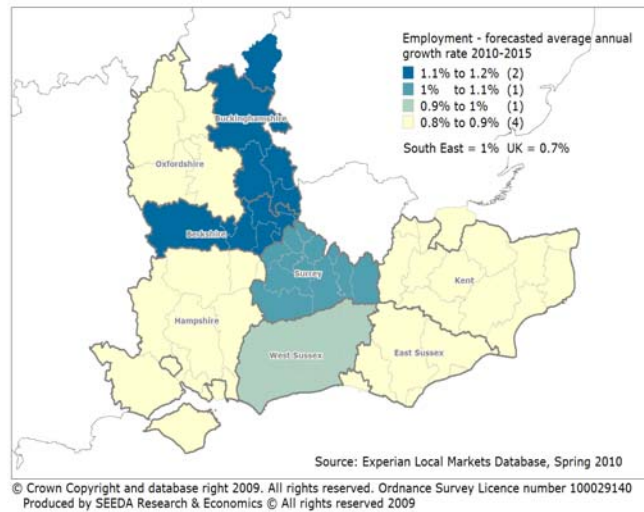 Employment - forecasted average annual
growth rate 2010-2015
1.1% to 1.2% (2)
1% to 1.1% (1)
0.9% to 1% (1)
0.8% to 0.9% (4)
South East = 1% UK = 0.7%
Buckinghamshire
Oxfordshire
Berkshire
Surrey
Kent
Hampshire
West Sussex
East Sussex
Source: Experian Local Markets Database, Spring 2010
© Crown Copyright and database right 2009. All rights reserved. Ordnance Survey Licence number 100029140
Produced by SEEDA Research & Economics © All rights reserved 2009